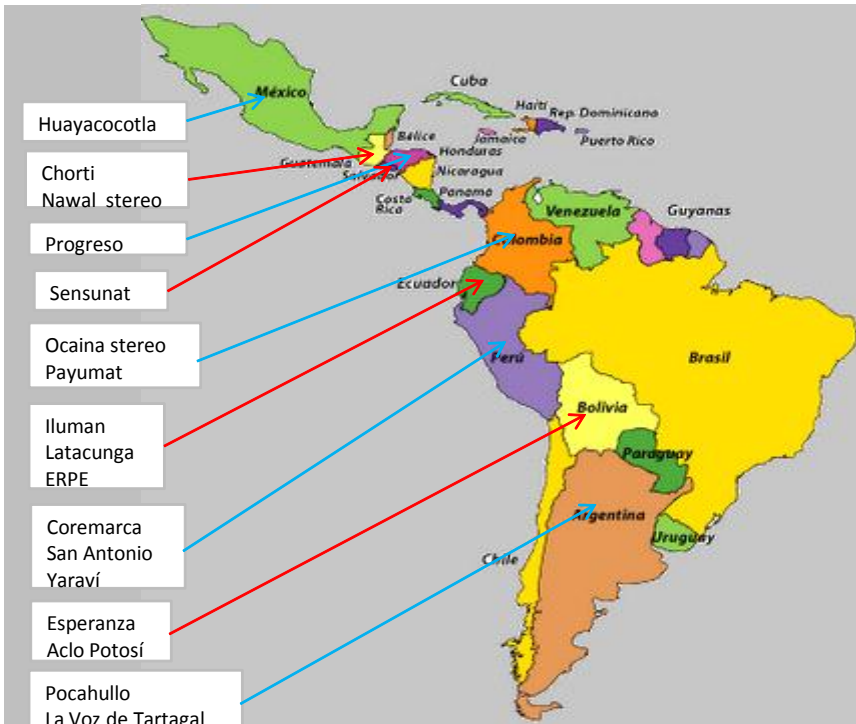 México
Cuba
Haití
Rep. Dominicana
Jamaica
Puerto Rico
Bélice
Guatemala
Honduras
Salvador
Nicaragua
Costa
Rica
Panamá
Venezuela
Guyanas
Colombia
Ecuador
Perú
Brasil
Bolivia
Paraguay
Argentina
Uruguay
Chile
Huayacocotla
Chorti
Nawal stereo
Progreso
Sensunat
Ocaina stereo
Payumat
Iluman
Latacunga
ERPE
Coremarca
San Antonio
Yaraví
Esperanza
Aclo Potosí
Pocahullo
La Voz de Tartagal